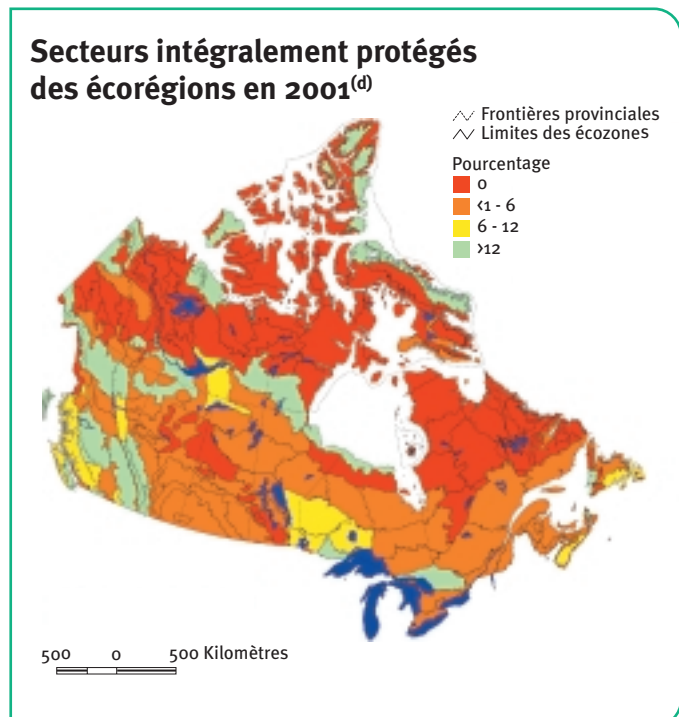 Secteurs intégralement protégés
des écorégions en 2001(d)
Frontières provinciales
Limites des écozones
Pourcentage
0
<1 - 6
6 - 12
>12
500 0 500 Kilomètres